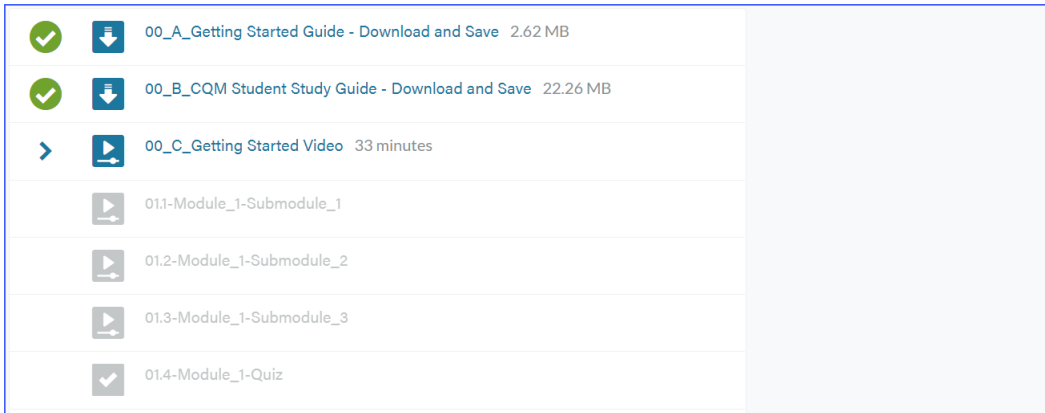 00_A_Getting Started Guide - Download and Save 2.62 MB
00_B_CQM Student Study Guide - Download and Save 22.26 MB
00_C_Getting Started Video 33 minutes
01.1-Module_1-Submodule_1
01.2-Module_1-Submodule_2
01.3-Module_1-Submodule_3
01.4-Module_1-Quiz